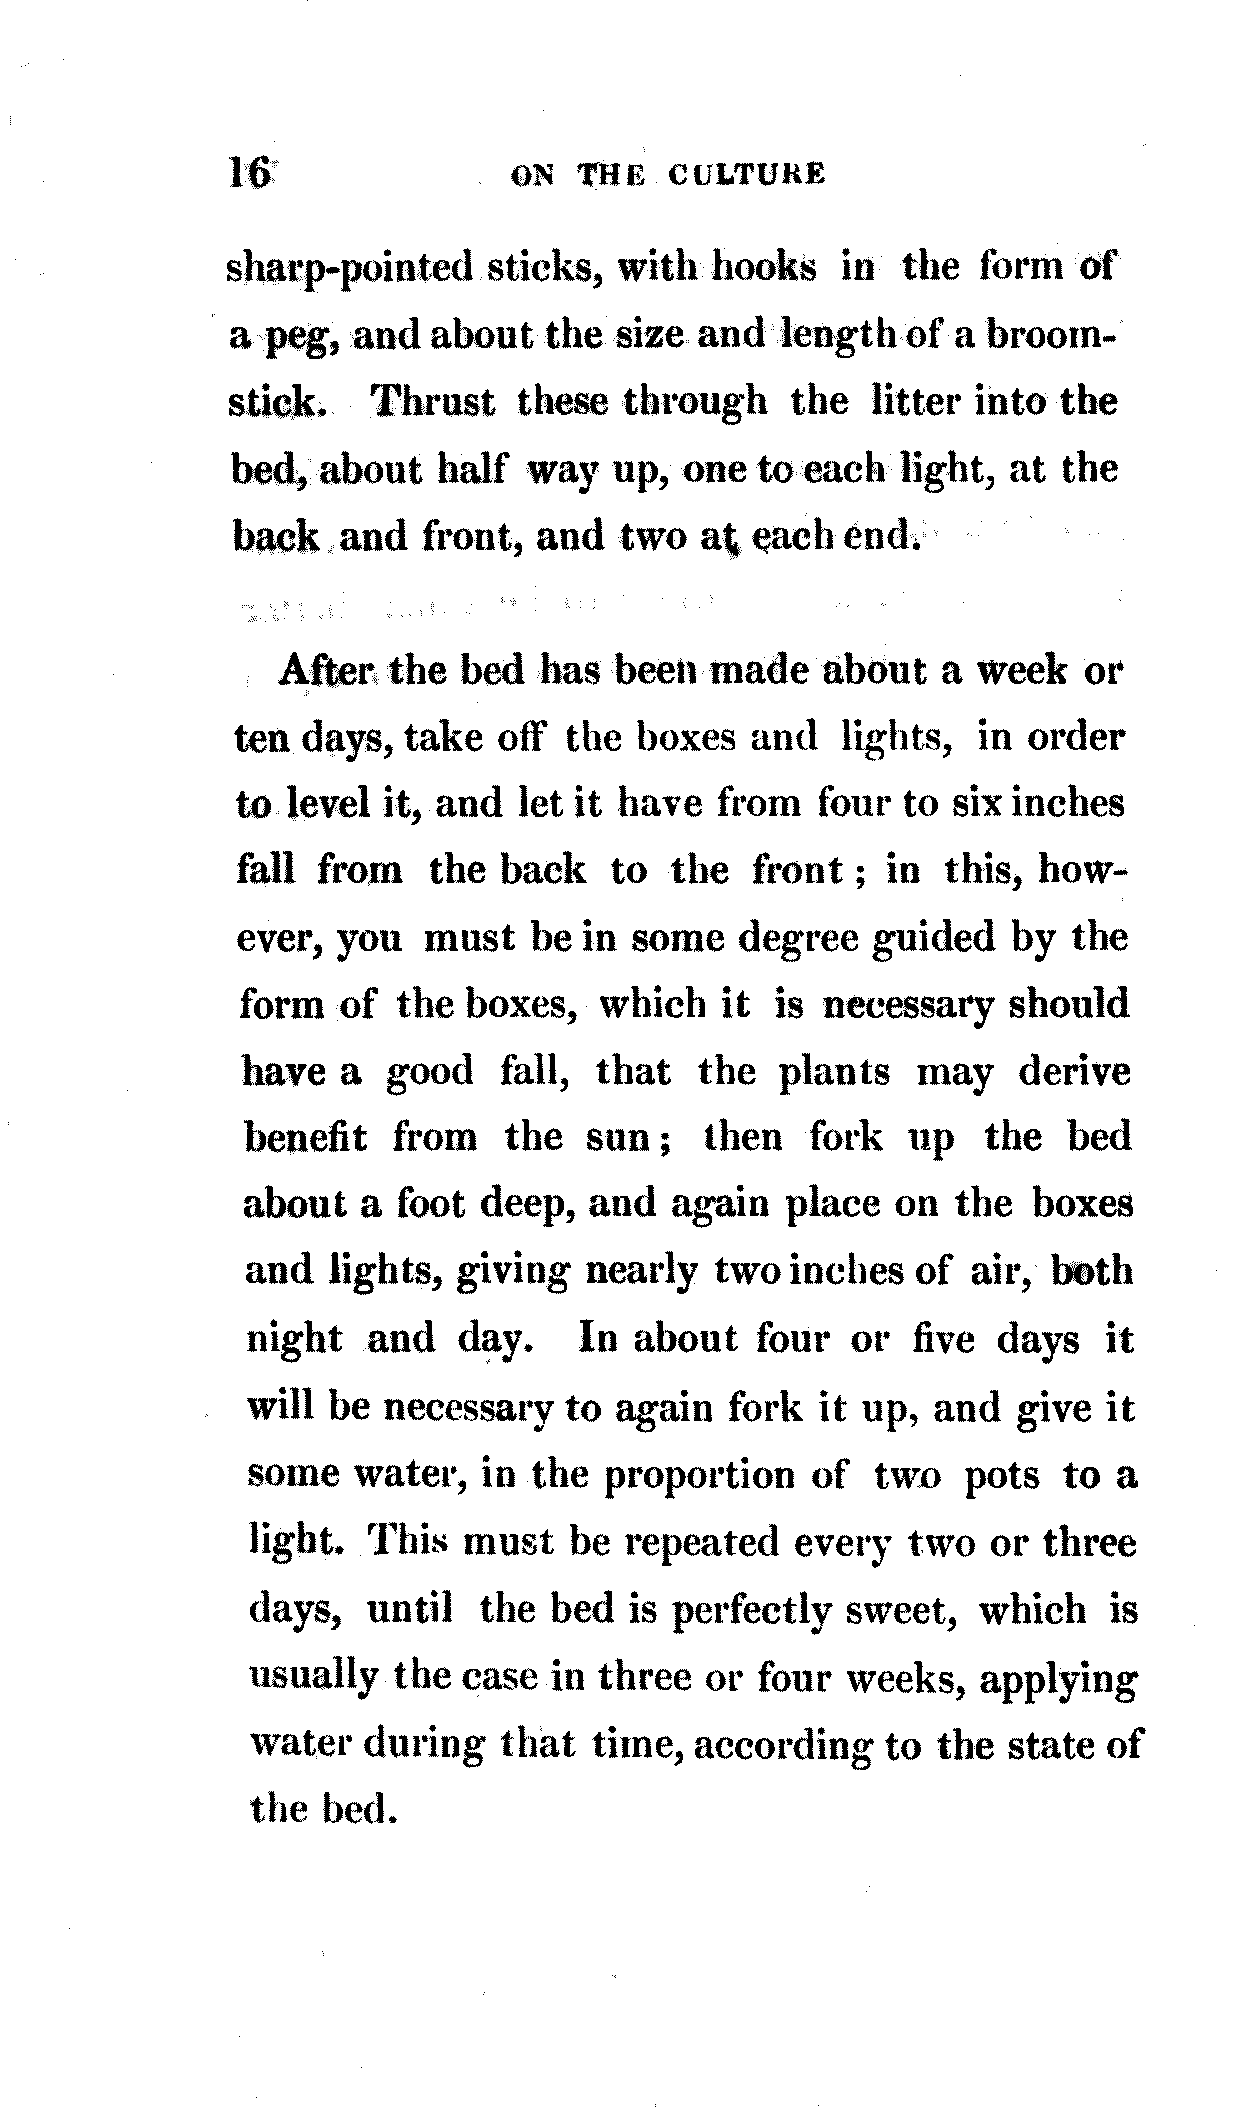 16 ON THE CULTURE
sharp-pointed sticks, with hooks in the form of
a peg, and about the size and length of a broom-
stick. Thrust these through the litter into the
bed, about half way up, one to each light, at the
back and front, and two at each end.
After the bed has been made about a week or
ten days, take off the boxes and lights, in order
to level it, and let it have from four to six inches
fall from the back to the front ; in this, how-
ever, you must be in some degree guided by the
form of the boxes, which it is necessary should
have a good fall, that the plants may derive
benefit from the sun ; then fork up the bed
about a foot deep, and again place on the boxes
and lights, giving nearly two inches of air, both
night and day. In about four or five days it
will be necessary to again fork it up, and give it
some water, in the proportion of two pots to a
light. This must be repeated every two or three
days, until the bed is perfectly sweet, which is
usually the case in three or four weeks, applying
water during that time, according to the state of
the bed.